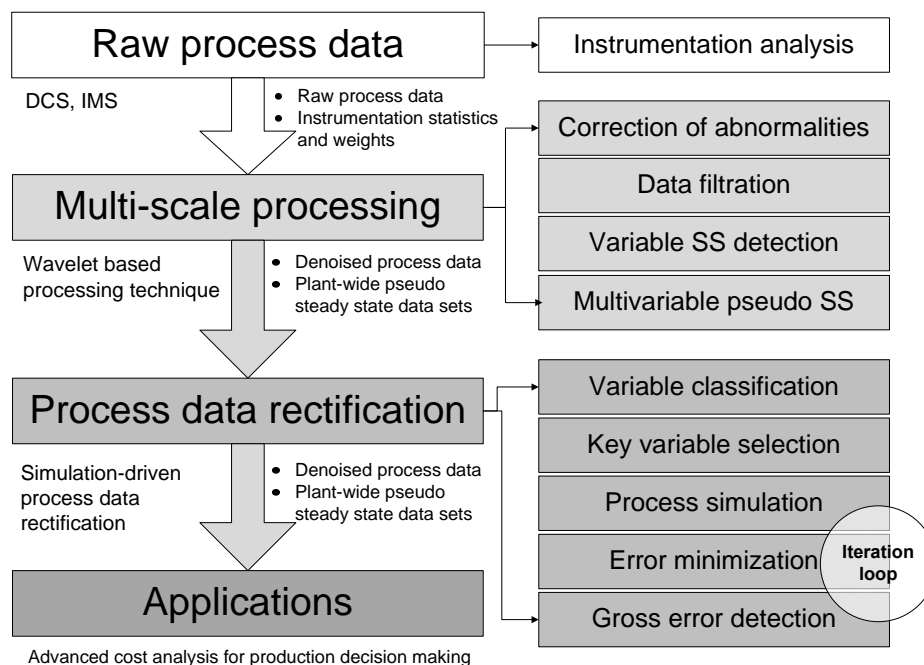 Raw process data
Instrumentation analysis
DCS, IMS
• Raw process data
• Instrumentation statistics
and weights
Correction of abnormalities
Data filtration
Variable SS detection
Multivariable pseudo SS
Multi-scale processing
Wavelet based
processing technique
• Denoised process data
• Plant-wide pseudo
steady state data sets
Process data rectification
Variable classification
Key variable selection
Process simulation
Error minimization
Gross error detection
Iteration
loop
Simulation-driven
process data
rectification
• Denoised process data
• Plant-wide pseudo
steady state data sets
Applications
Advanced cost analysis for production decision making